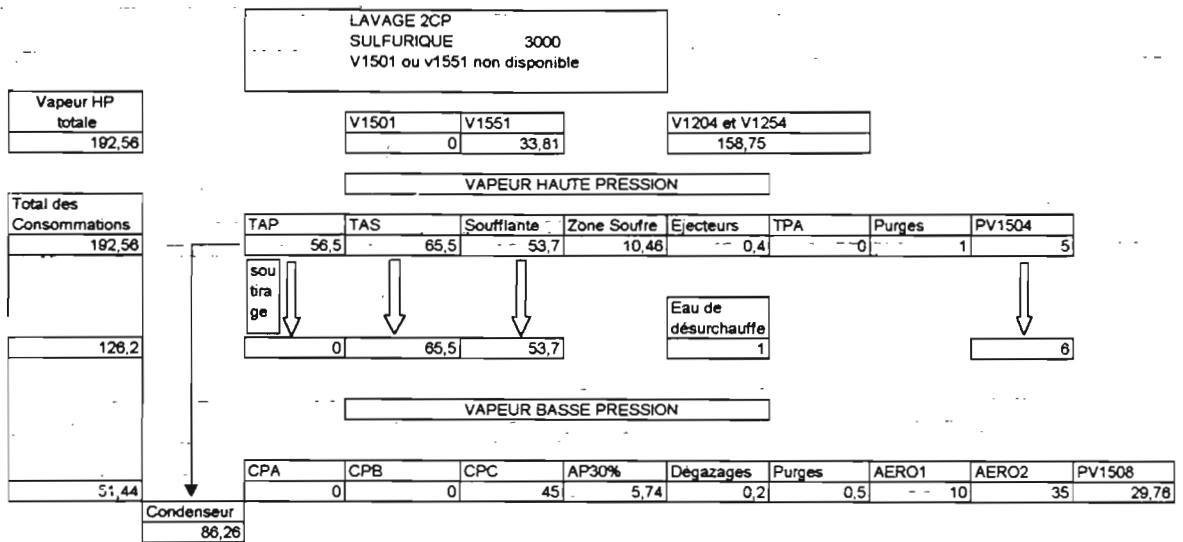 LAVAGE 2CP
SULFURIQUE 3000
V1501 ou v1551 non disponible
Vapeur HP
totale
192,56
V1501 V1551
0 33,81
V1204 et V1254
158,75
VAPEUR HAUTE PRESSION
Total des
Consommations
192,56
TAP TAS Soufflante Zone Soufre Ejecteurs TPA Purges PV1504
56,5 65,5 53,7 10,46 0,4 0 1 5
sou
tira
ge
Eau de
désurchauffe
126,2
0 65,5 53,7 1 6
VAPEUR BASSE PRESSION
CPA CPB CPC AP30% Dégazages Purges AERO1 AERO2 PV1508
51,44
0 0 45 5,74 0,2 0,5 10 35 29,76
Condenseur
86,26